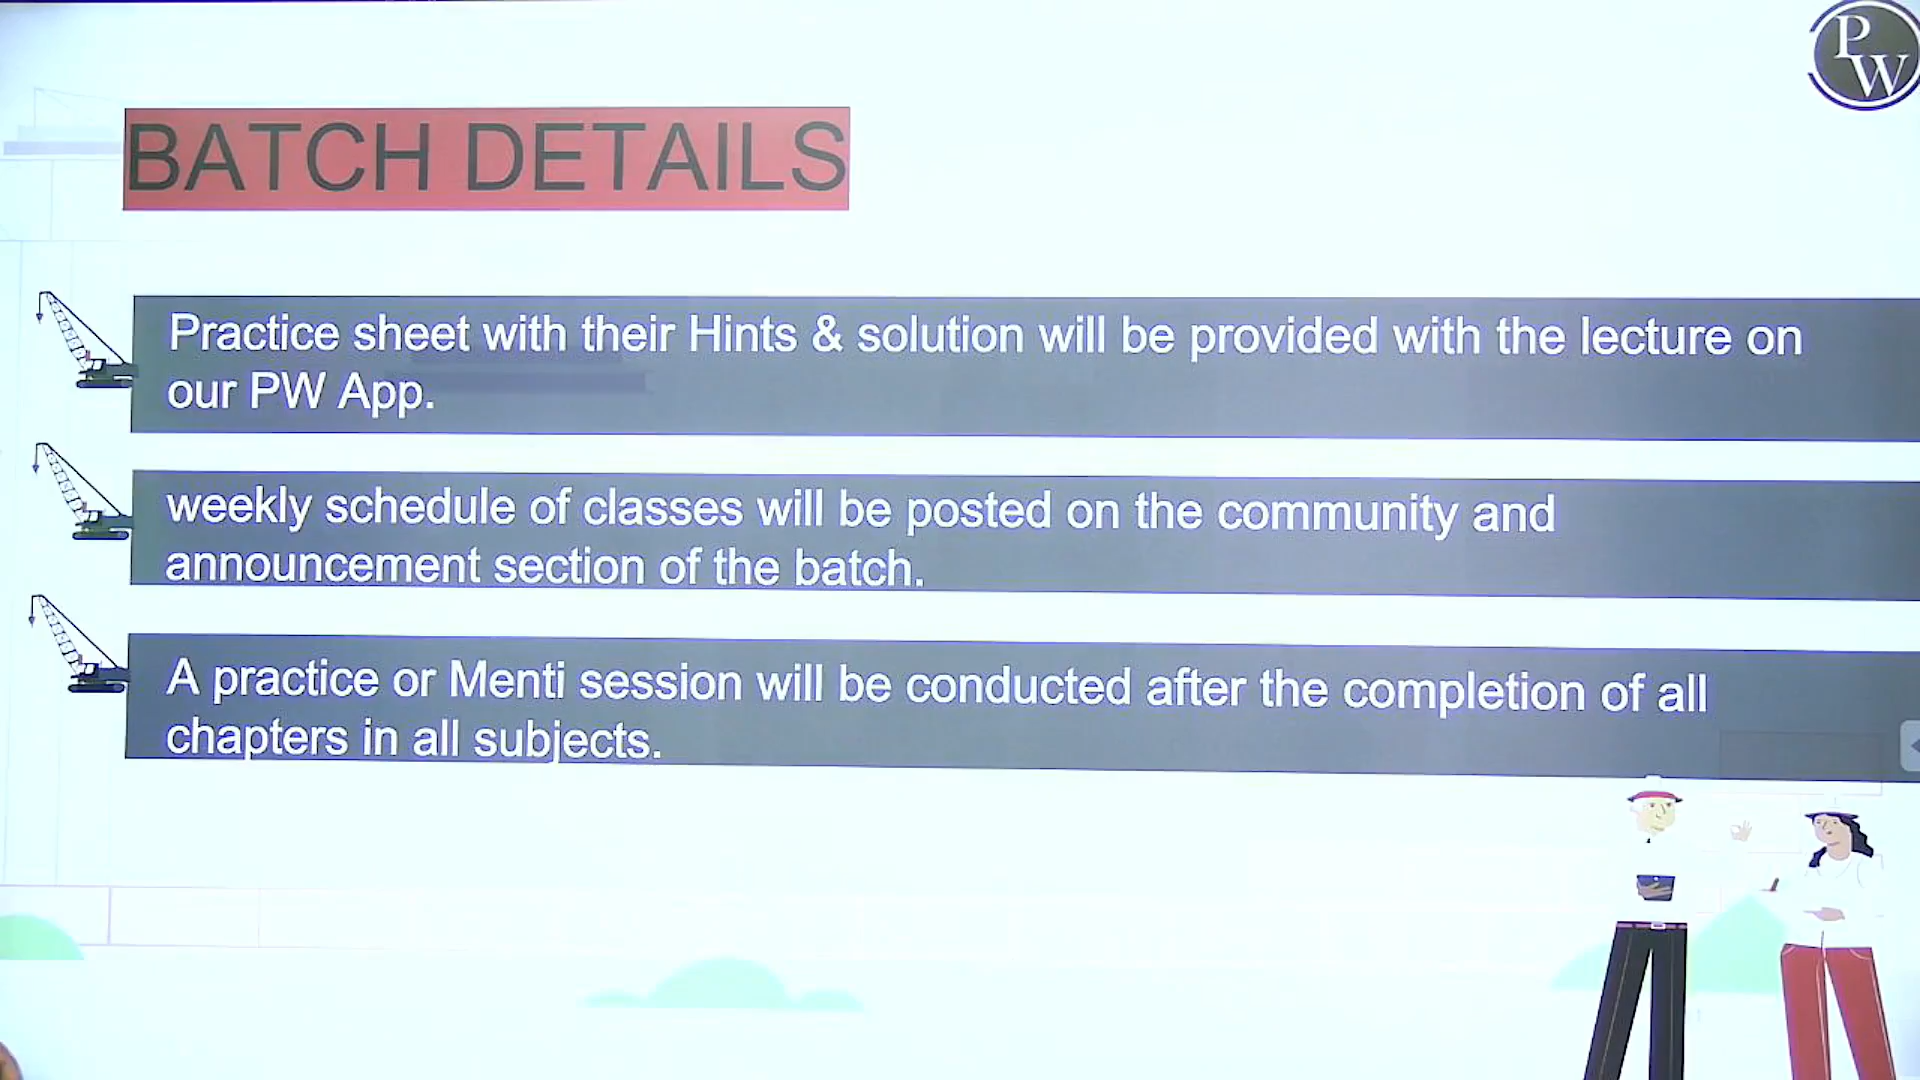 PW
BATCH DETAILS
Practice sheet with their Hints & solution will be provided with the lecture on
our PW App.
weekly schedule of classes will be posted on the community and
announcement section of the batch.
A practice or Menti session will be conducted after the completion of all
chapters in all subjects.